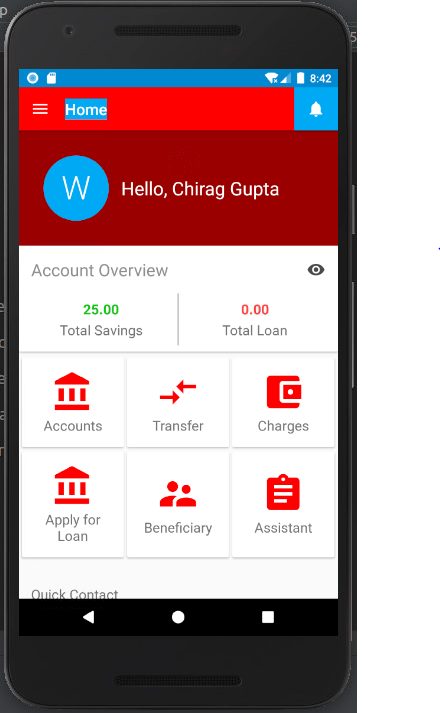 8:42
Home
W
Hello, Chirag Gupta
Account Overview
25.00 0.00
Total Savings Total Loan
Accounts Transfer Charges
Apply for Loan Beneficiary Assistant
Quick Contact